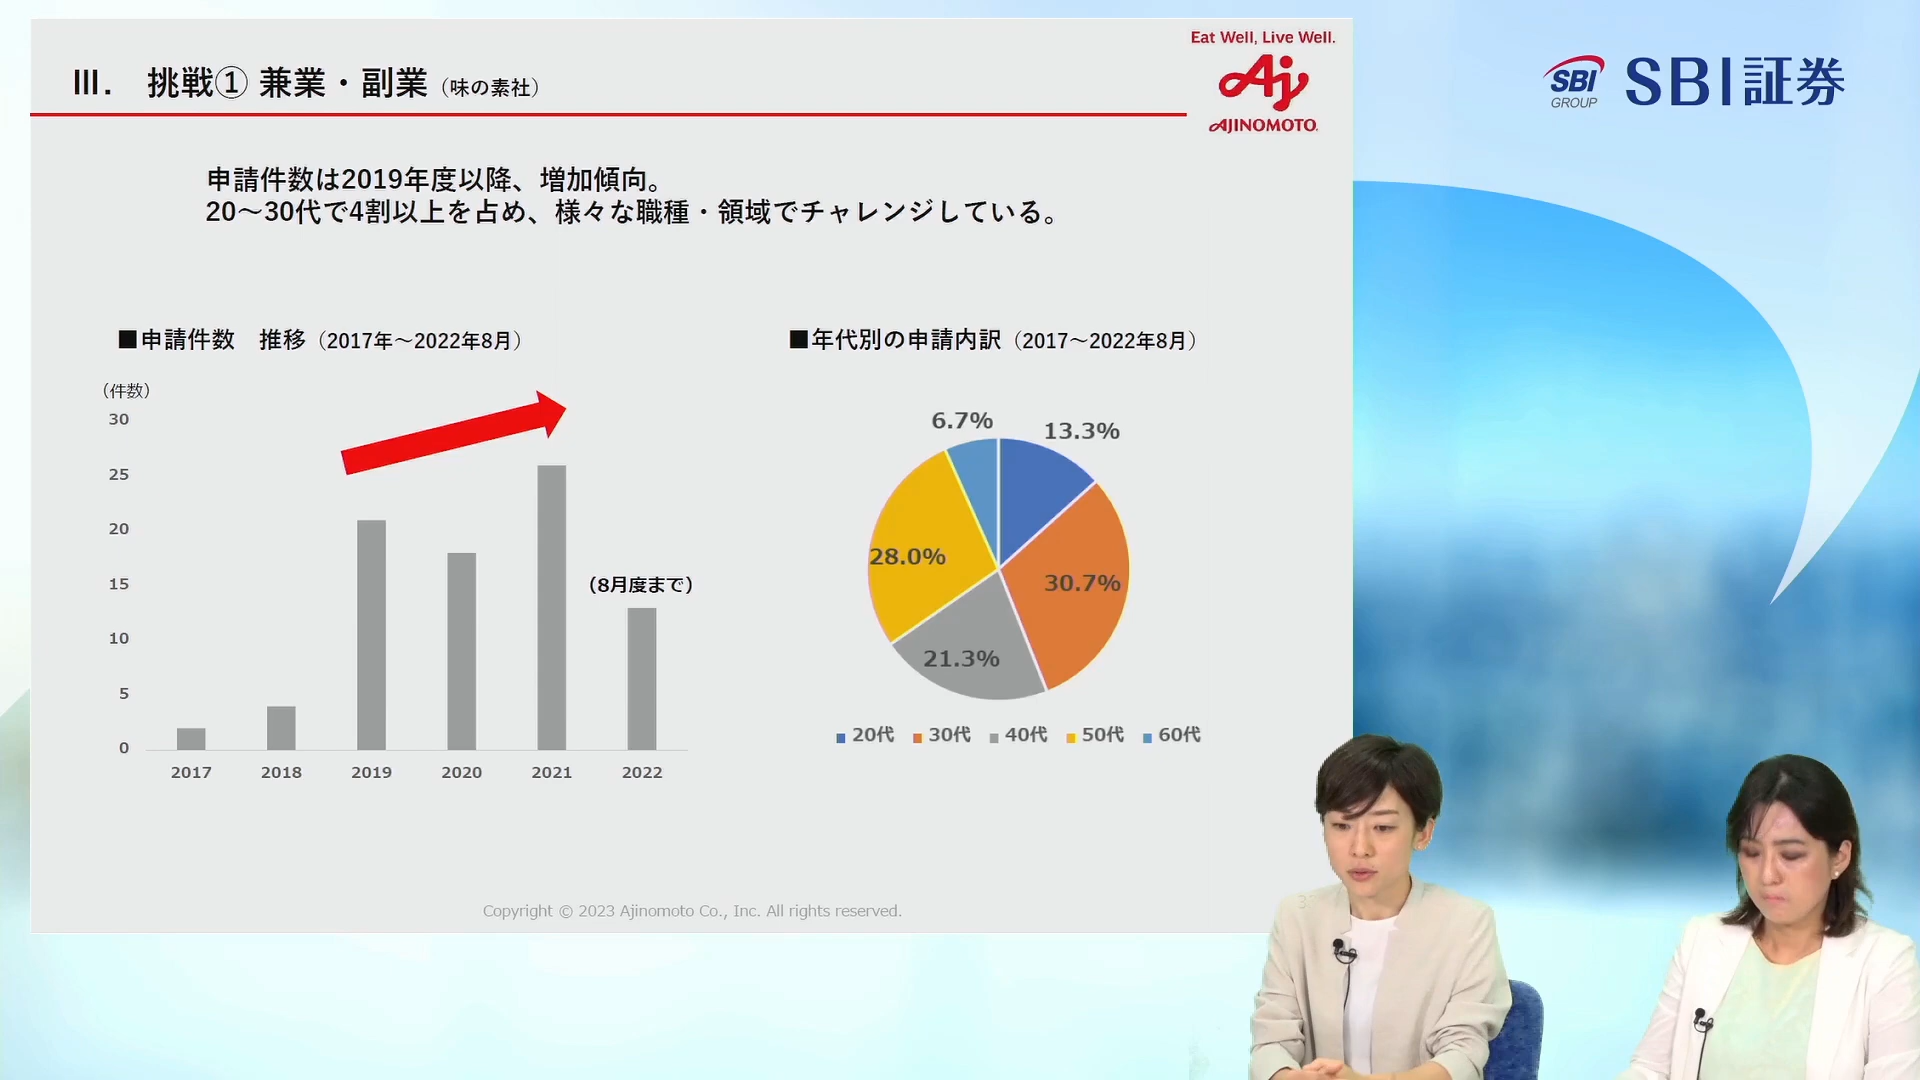 Ⅲ. 挑戦① 兼業・副業（味の素社）
Eat Well, Live Well.
Aj
AJINOMOTO
SBI
GROUP
SBI証券
申請件数は2019年度以降、増加傾向。
20～30代で4割以上を占め、様々な職種・領域でチャレンジしている。
■申請件数　推移（2017年～2022年8月）
（件数）
30
25
20
15
10
5
0
（8月度まで）
2017 2018 2019 2020 2021 2022
■年代別の申請内訳（2017～2022年8月）
6.7%
13.3%
28.0%
30.7%
21.3%
20代 30代 40代 50代 60代
Copyright © 2023 Ajinomoto Co., Inc. All rights reserved.